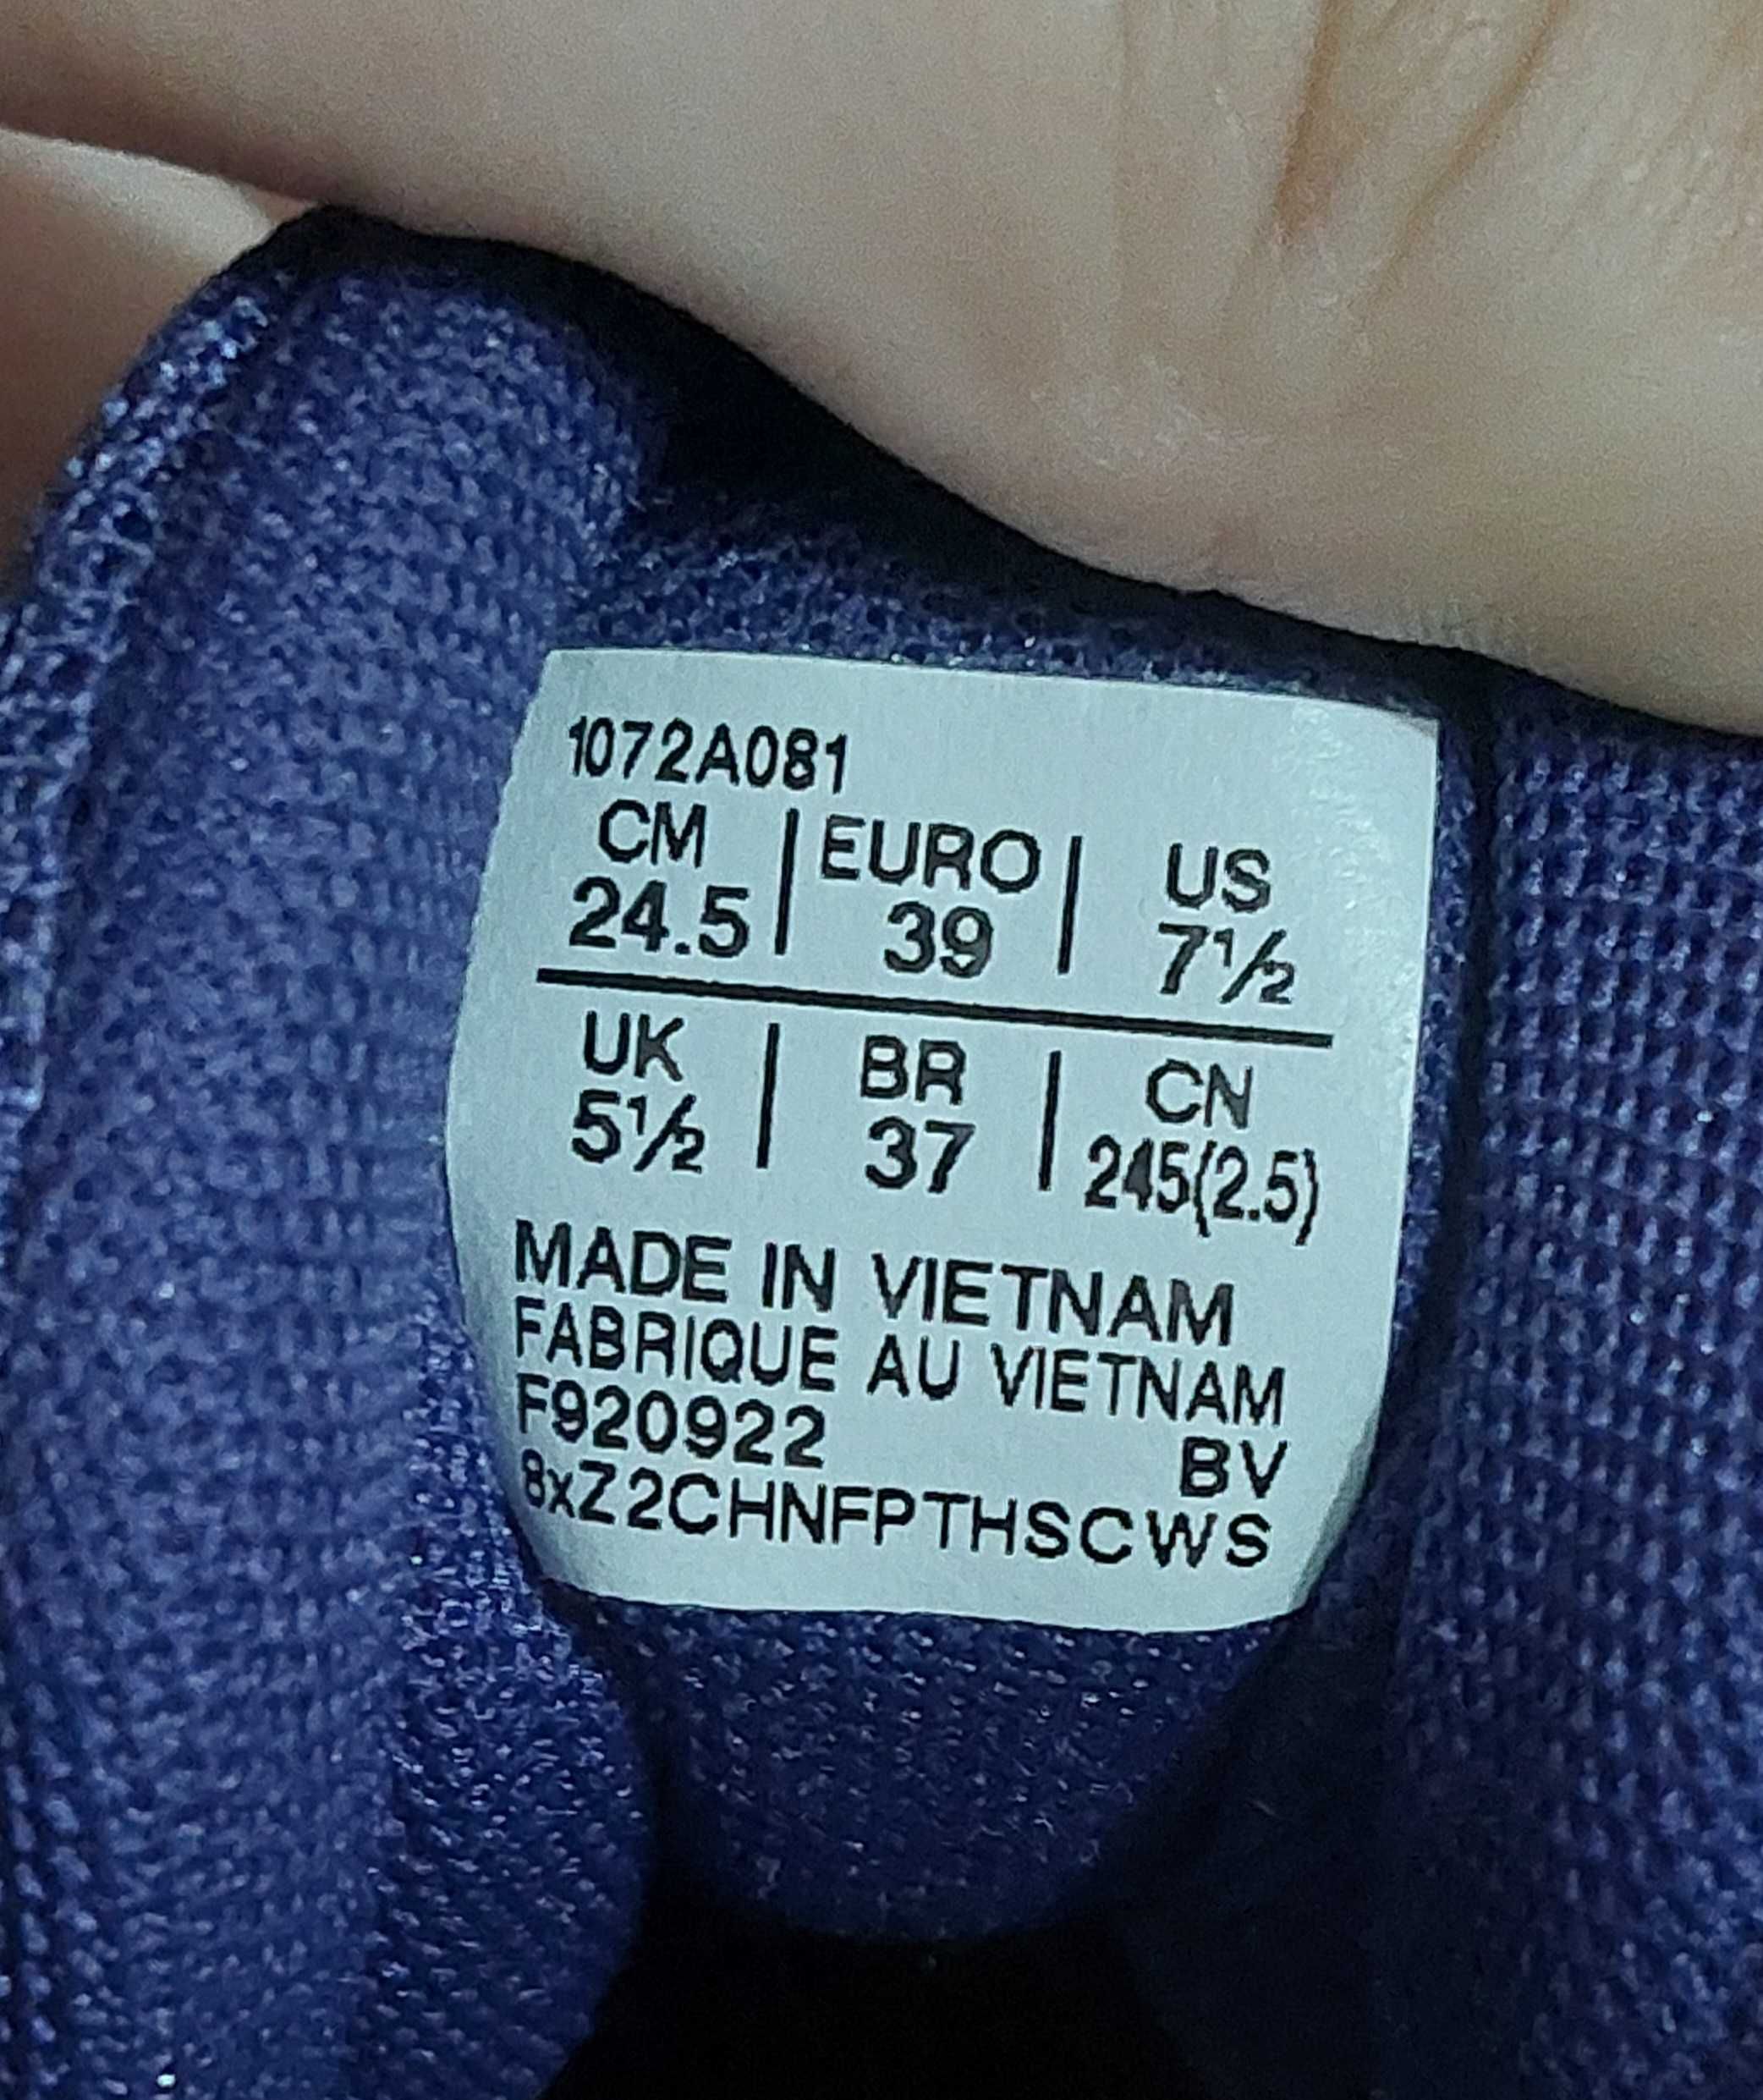 1072A081
CM | EURO | US
24.5 | 39 | 7½
UK | BR | CN
5½ | 37 | 245(2.5)
MADE IN VIETNAM
FABRIQUE AU VIETNAM
F920922 BV
8xZ2CHNFPTHSCWS